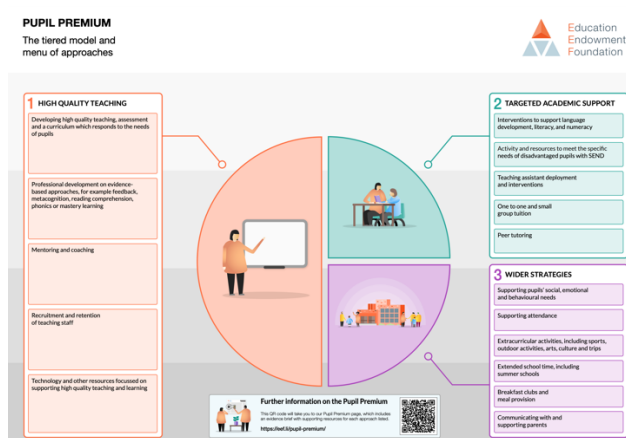 PUPIL PREMIUM
The tiered model and
menu of approaches
Education
Endowment
Foundation
1 HIGH QUALITY TEACHING
Developing high quality teaching, assessment
and a curriculum which responds to the needs
of pupils
Professional development on evidence-
based approaches, for example feedback,
metacognition, reading comprehension,
phonics or mastery learning
Mentoring and coaching
Recruitment and retention
of teaching staff
Technology and other resources focussed on
supporting high quality teaching and learning
2 TARGETED ACADEMIC SUPPORT
Interventions to support language
development, literacy, and numeracy
Activity and resources to meet the specific
needs of disadvantaged pupils with SEND
Teaching assistant deployment
and interventions
One to one and small
group tuition
Peer tutoring
3 WIDER STRATEGIES
Supporting pupils' social, emotional
and behavioural needs
Supporting attendance
Extracurricular activities, including sports,
outdoor activities, arts, culture and trips
Extended school time, including
summer schools
Breakfast clubs and
meal provision
Communicating with and
supporting parents
Further information on the Pupil Premium
This QR code will take you to our Pupil Premium page, which includes
an evidence brief with supporting resources for each approach listed.
https://eef.li/pupil-premium/